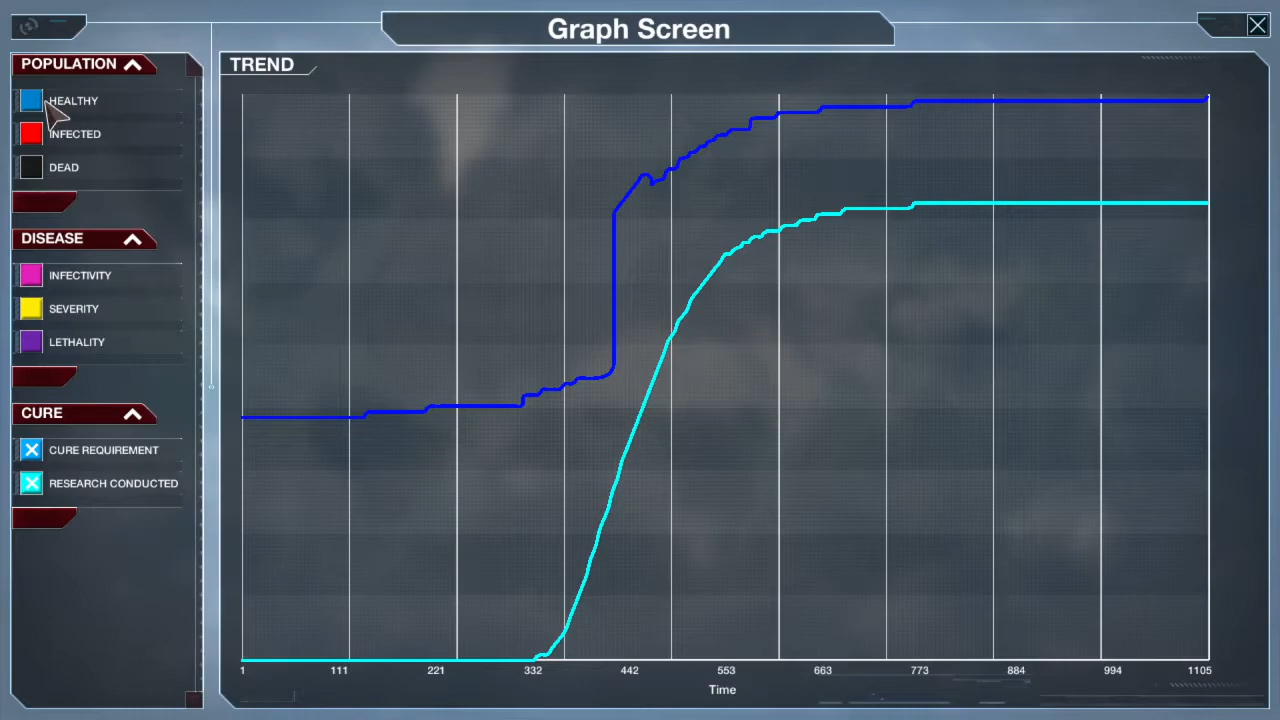 Graph Screen
POPULATION
HEALTHY
INFECTED
DEAD
DISEASE
INFECTIVITY
SEVERITY
LETHALITY
CURE
CURE REQUIREMENT
RESEARCH CONDUCTED
TREND
1 111 221 332 442 553 663 773 884 994 1105
Time